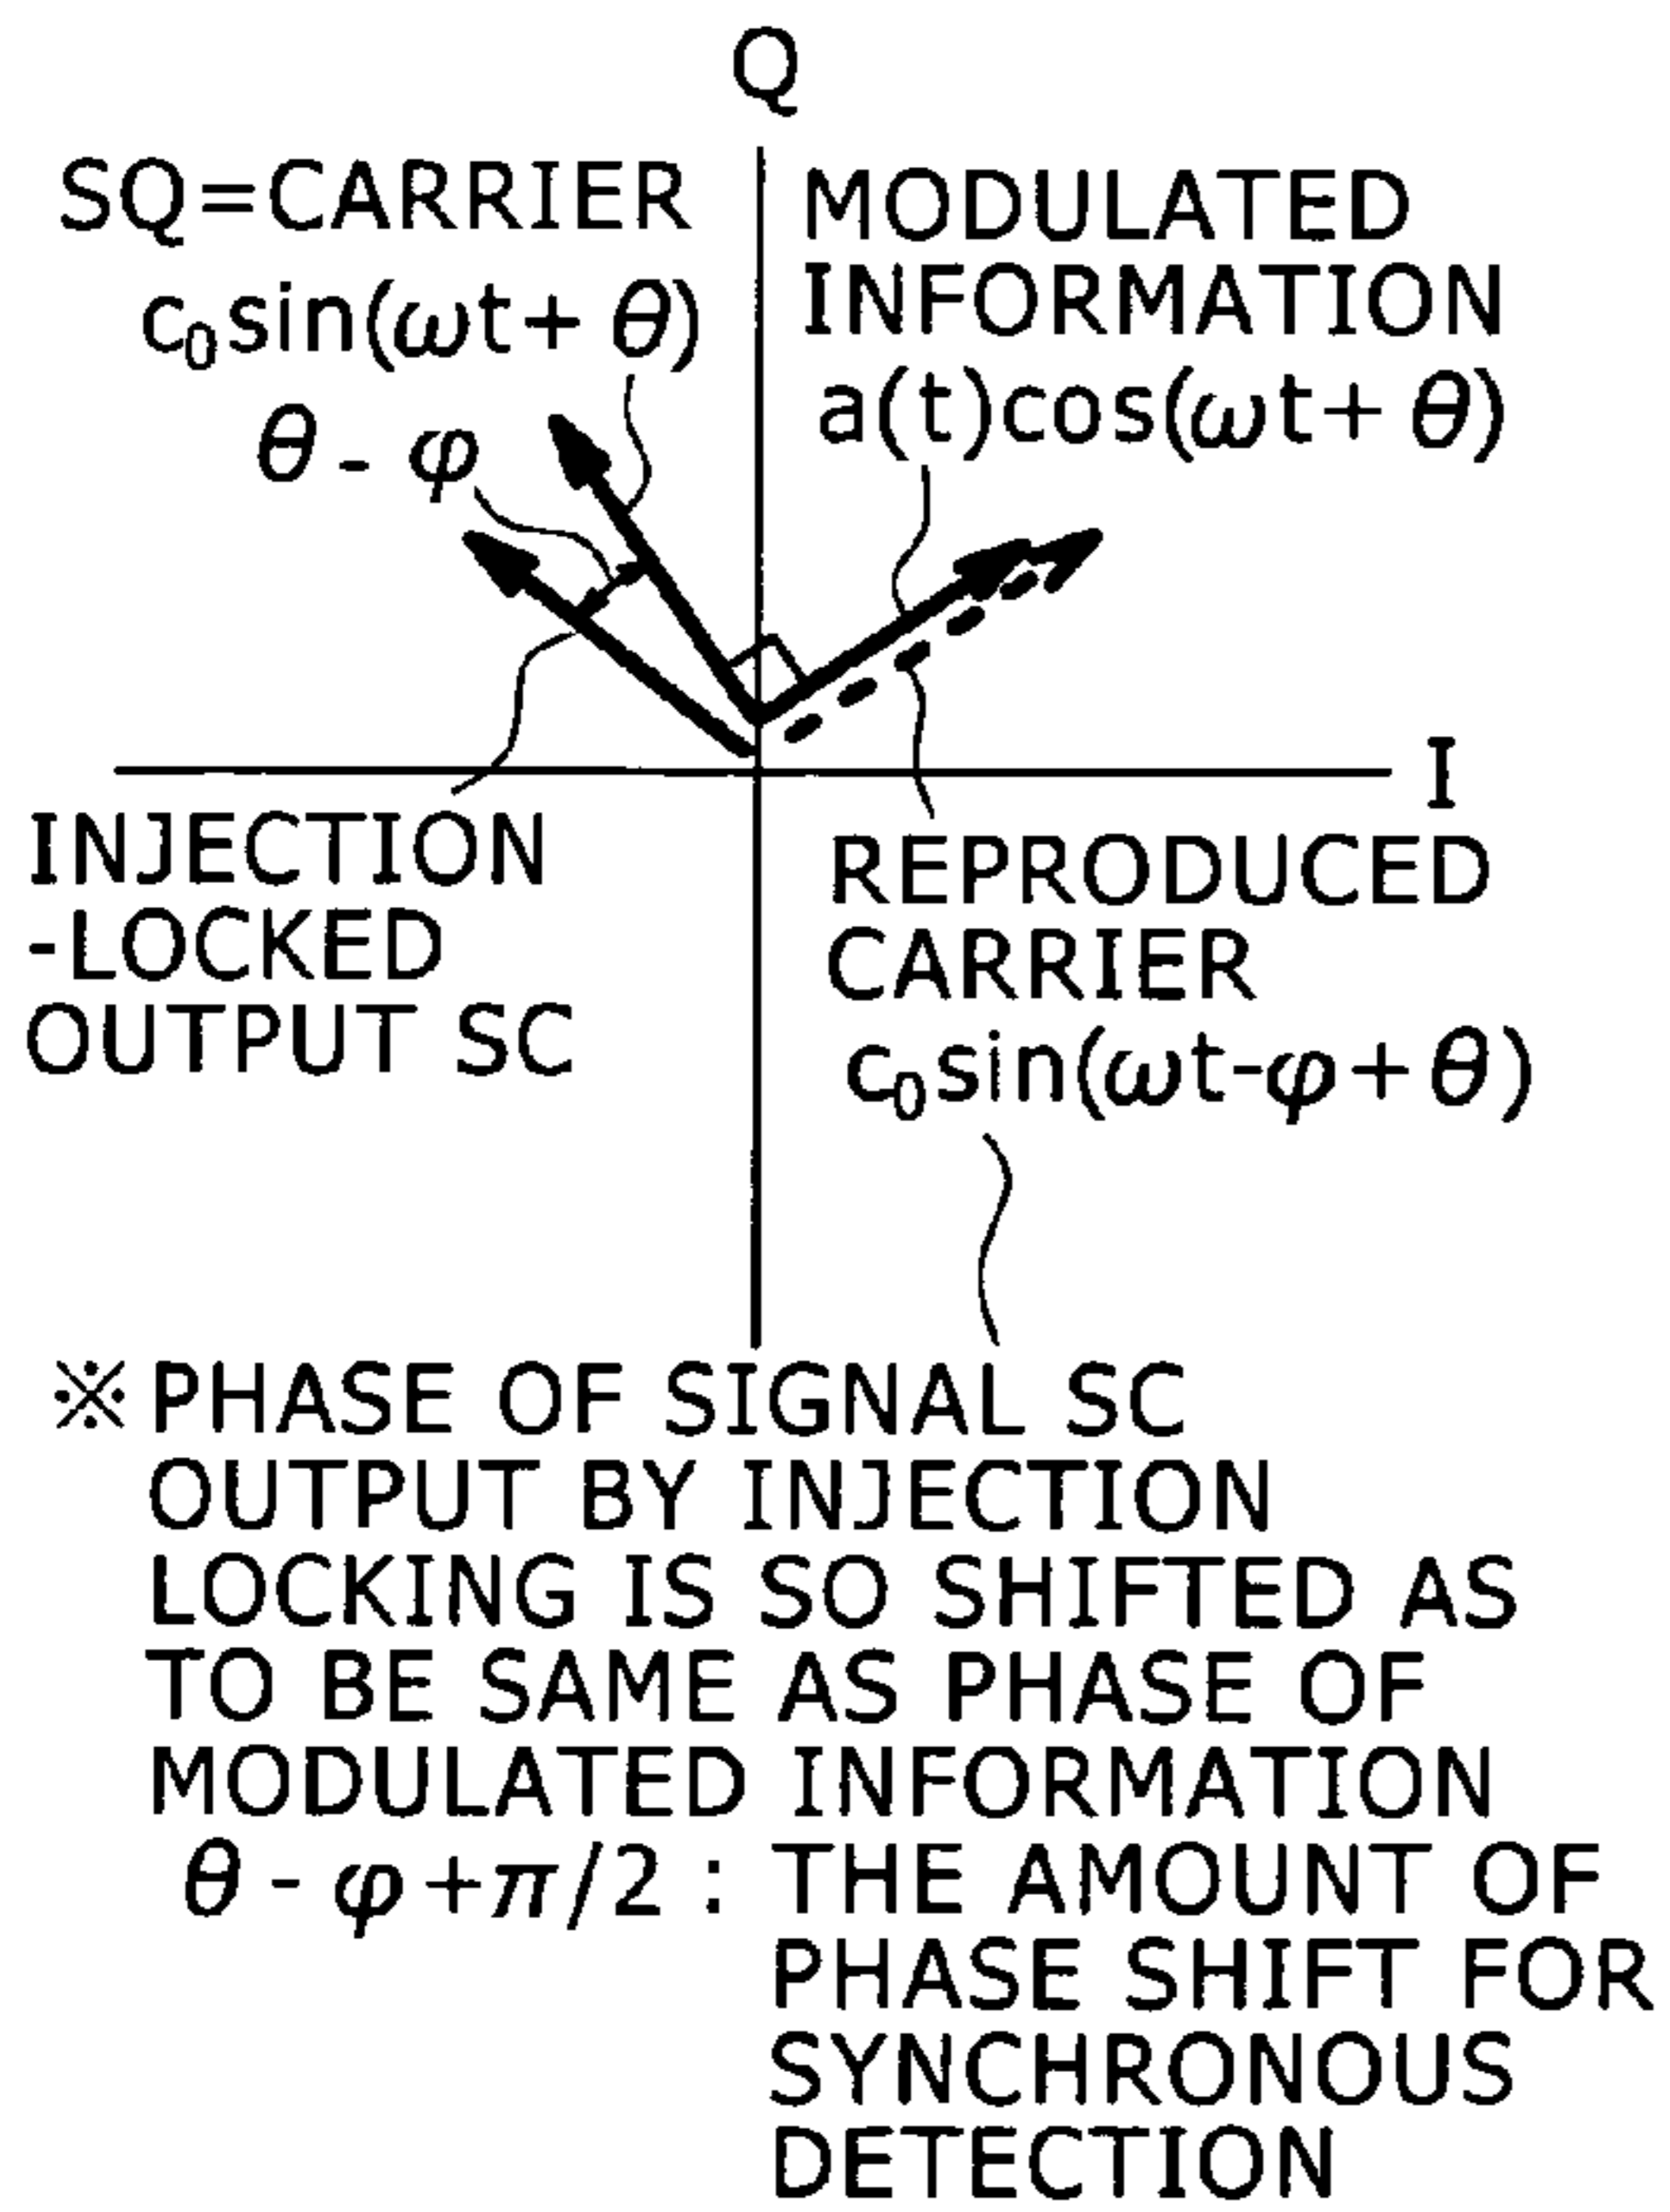 Q
SQ=CARRIER
c₀sin(ωt+θ)
θ-φ
MODULATED
INFORMATION
a(t)cos(ωt+θ)
I
INJECTION
-LOCKED
OUTPUT SC
REPRODUCED
CARRIER
c₀sin(ωt-φ+θ)
※PHASE OF SIGNAL SC
OUTPUT BY INJECTION
LOCKING IS SO SHIFTED AS
TO BE SAME AS PHASE OF
MODULATED INFORMATION
θ-φ+π/2 : THE AMOUNT OF
PHASE SHIFT FOR
SYNCHRONOUS
DETECTION